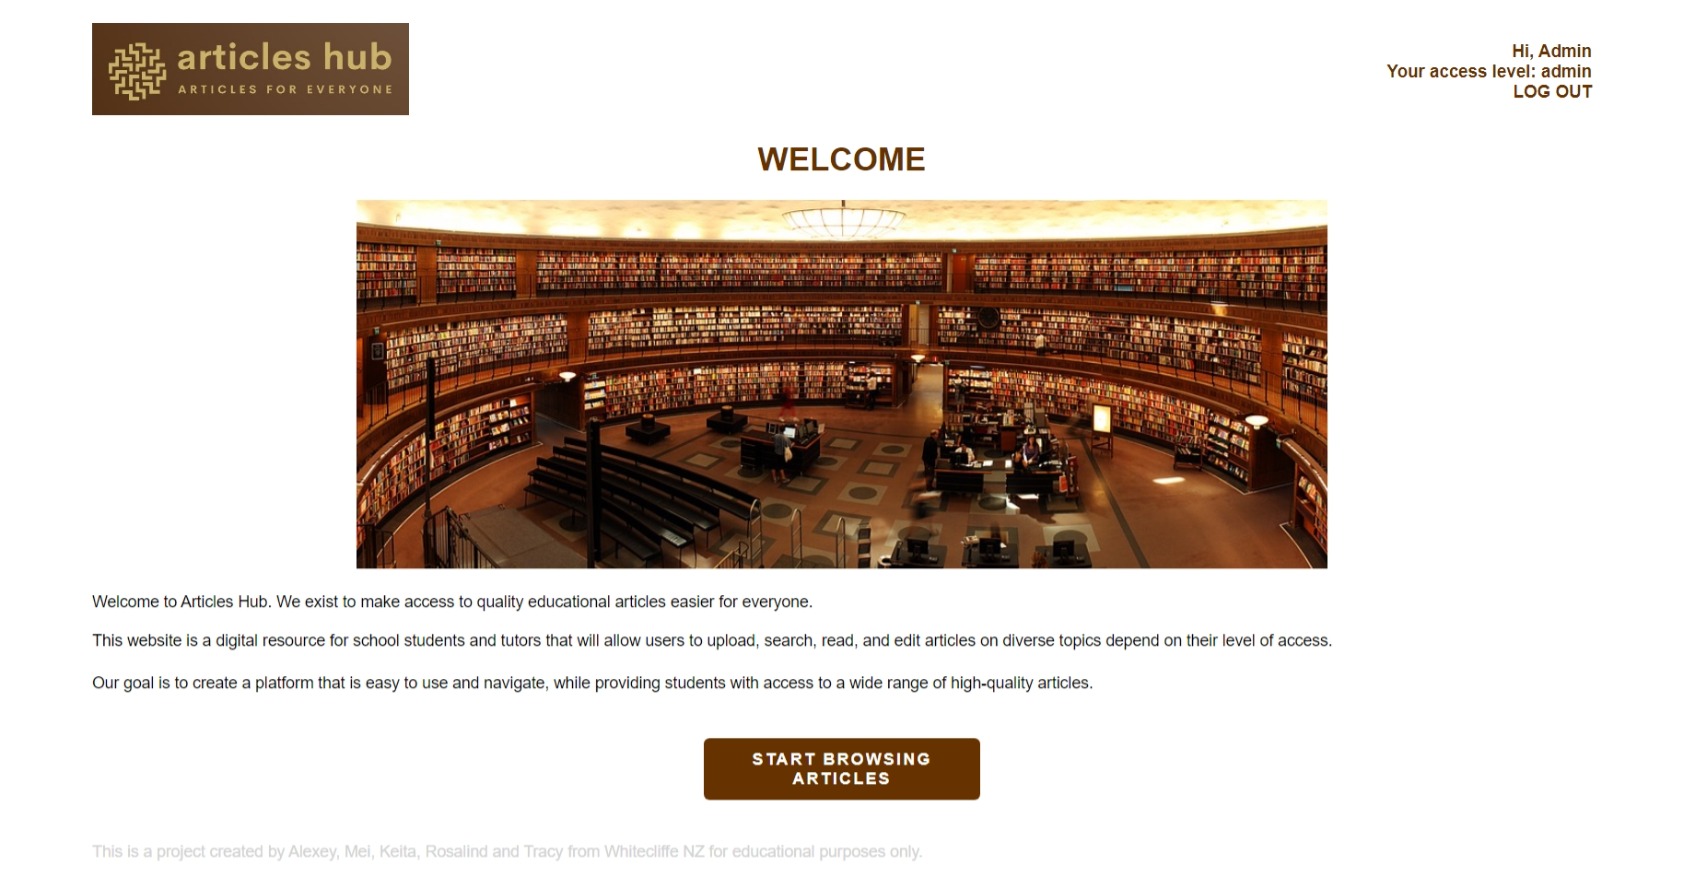 articles hub
ARTICLES FOR EVERYONE
Hi, Admin
Your access level: admin
LOG OUT
WELCOME
Welcome to Articles Hub. We exist to make access to quality educational articles easier for everyone.
This website is a digital resource for school students and tutors that will allow users to upload, search, read, and edit articles on diverse topics depend on their level of access.
Our goal is to create a platform that is easy to use and navigate, while providing students with access to a wide range of high-quality articles.
START BROWSING
ARTICLES
This is a project created by Alexey, Mei, Keita, Rosalind and Tracy from Whitecliffe NZ for educational purposes only.